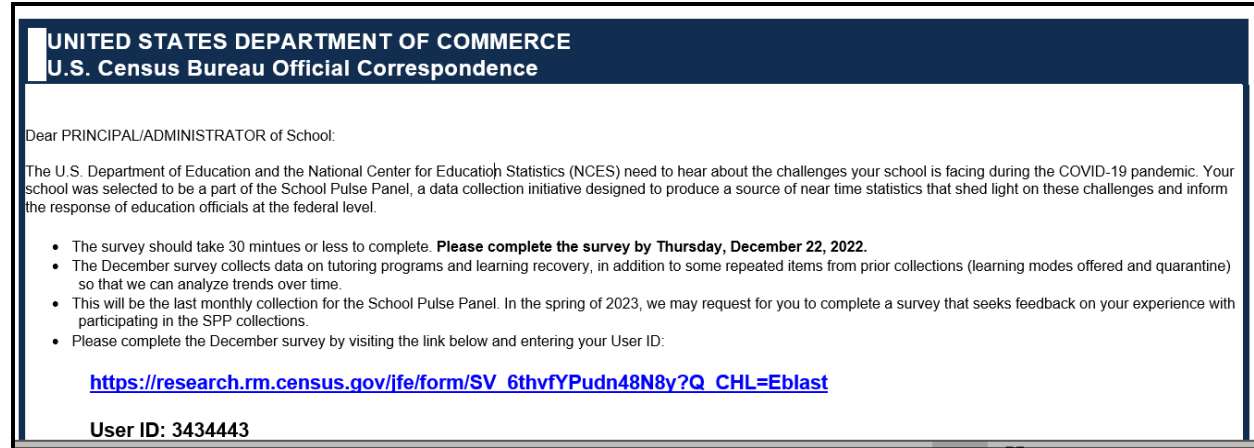 UNITED STATES DEPARTMENT OF COMMERCE
U.S. Census Bureau Official Correspondence
Dear PRINCIPAL/ADMINISTRATOR of School:
The U.S. Department of Education and the National Center for Education Statistics (NCES) need to hear about the challenges your school is facing during the COVID-19 pandemic. Your
school was selected to be a part of the School Pulse Panel, a data collection initiative designed to produce a source of near time statistics that shed light on these challenges and inform
the response of education officials at the federal level.
• The survey should take 30 mintues or less to complete. Please complete the survey by Thursday, December 22, 2022.
• The December survey collects data on tutoring programs and learning recovery, in addition to some repeated items from prior collections (learning modes offered and quarantine)
so that we can analyze trends over time.
• This will be the last monthly collection for the School Pulse Panel. In the spring of 2023, we may request for you to complete a survey that seeks feedback on your experience with
participating in the SPP collections.
• Please complete the December survey by visiting the link below and entering your User ID:
https://research.rm.census.gov/jfe/form/SV_6thvfYPudn48N8y?Q_CHL=Eblast
User ID: 3434443